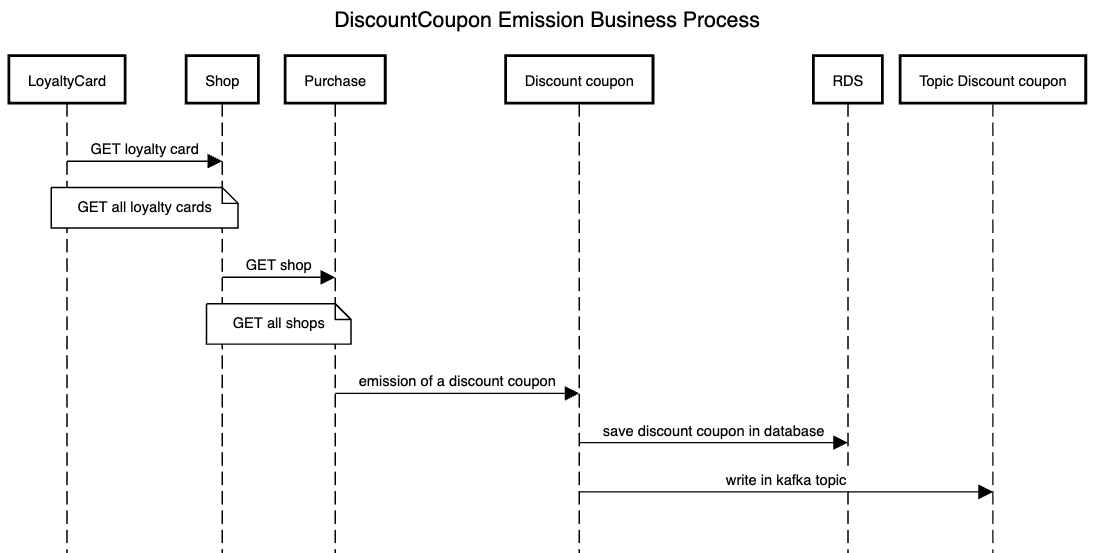 DiscountCoupon Emission Business Process
LoyaltyCard
Shop
Purchase
Discount coupon
RDS
Topic Discount coupon
GET loyalty card
GET all loyalty cards
GET shop
GET all shops
emission of a discount coupon
save discount coupon in database
write in kafka topic